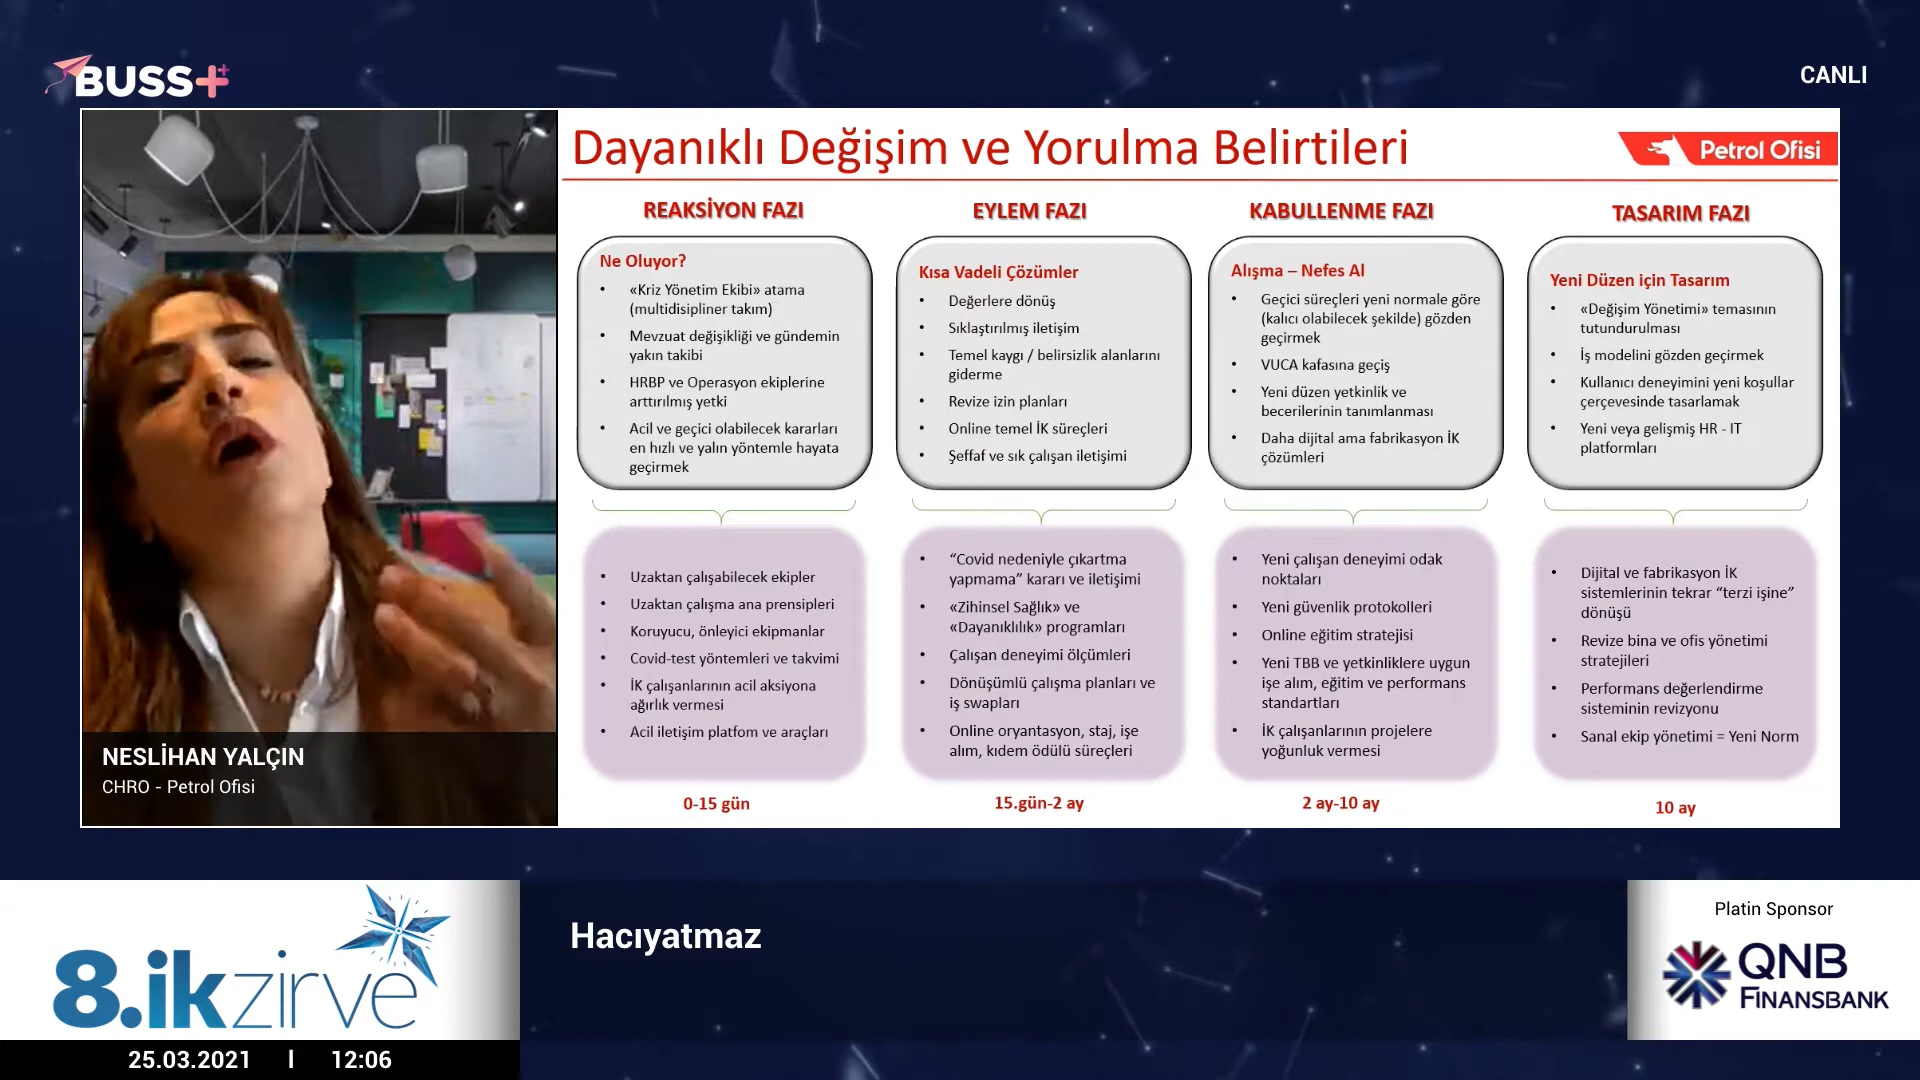 BUSS+
CANLI
Dayanıklı Değişim ve Yorulma Belirtileri
Petrol Ofisi
REAKSİYON FAZI
Ne Oluyor?
• «Kriz Yönetim Ekibi» atama
(multidisipliner takım)
• Mevzuat değişikliği ve gündemin
yakın takibi
• HRBP ve Operasyon ekiplerine
arttırılmış yetki
• Acil ve geçici olabilecek kararları
en hızlı ve yalın yöntemle hayata
geçirmek
• Uzaktan çalışabilecek ekipler
• Uzaktan çalışma ana prensipleri
• Koruyucu, önleyici ekipmanlar
• Covid-test yöntemleri ve takvimi
• İK çalışanlarının acil aksiyona
ağırlık vermesi
• Acil iletişim platfom ve araçları
0-15 gün
EYLEM FAZI
Kısa Vadeli Çözümler
• Değerlere dönüş
• Sıklaştırılmış iletişim
• Temel kaygı / belirsizlik alanlarını
giderme
• Revize izin planları
• Online temel İK süreçleri
• Şeffaf ve sık çalışan iletişimi
• “Covid nedeniyle çıkartma
yapmama” kararı ve iletişimi
• «Zihinsel Sağlık» ve
«Dayanıklılık» programları
• Çalışan deneyimi ölçümleri
• Dönüşümlü çalışma planları ve
iş swapları
• Online oryantasyon, staj, işe
alım, kıdem ödülü süreçleri
15.gün-2 ay
KABULLENME FAZI
Alışma – Nefes Al
• Geçici süreçleri yeni normale göre
(kalıcı olabilecek şekilde) gözden
geçirmek
• VUCA kafasına geçiş
• Yeni düzen yetkinlik ve
becerilerinin tanımlanması
• Daha dijital ama fabrikasyon İK
çözümleri
• Yeni çalışan deneyimi odak
noktaları
• Yeni güvenlik protokolleri
• Online eğitim stratejisi
• Yeni TBB ve yetkinliklere uygun
işe alım, eğitim ve performans
standartları
• İK çalışanlarının projelere
yoğunluk vermesi
2 ay-10 ay
TASARIM FAZI
Yeni Düzen için Tasarım
• «Değişim Yönetimi» temasının
tutundurulması
• İş modelini gözden geçirmek
• Kullanıcı deneyimini yeni koşullar
çerçevesinde tasarlamak
• Yeni veya gelişmiş HR - IT
platformları
• Dijital ve fabrikasyon İK
sistemlerinin tekrar “terzi işine”
dönüşü
• Revize bina ve ofis yönetimi
stratejileri
• Performans değerlendirme
sisteminin revizyonu
• Sanal ekip yönetimi = Yeni Norm
10 ay
NESLİHAN YALÇIN
CHRO - Petrol Ofisi
8.ikzirve
25.03.2021 | 12:06
Hacıyatmaz
Platin Sponsor
QNB
FİNANSBANK